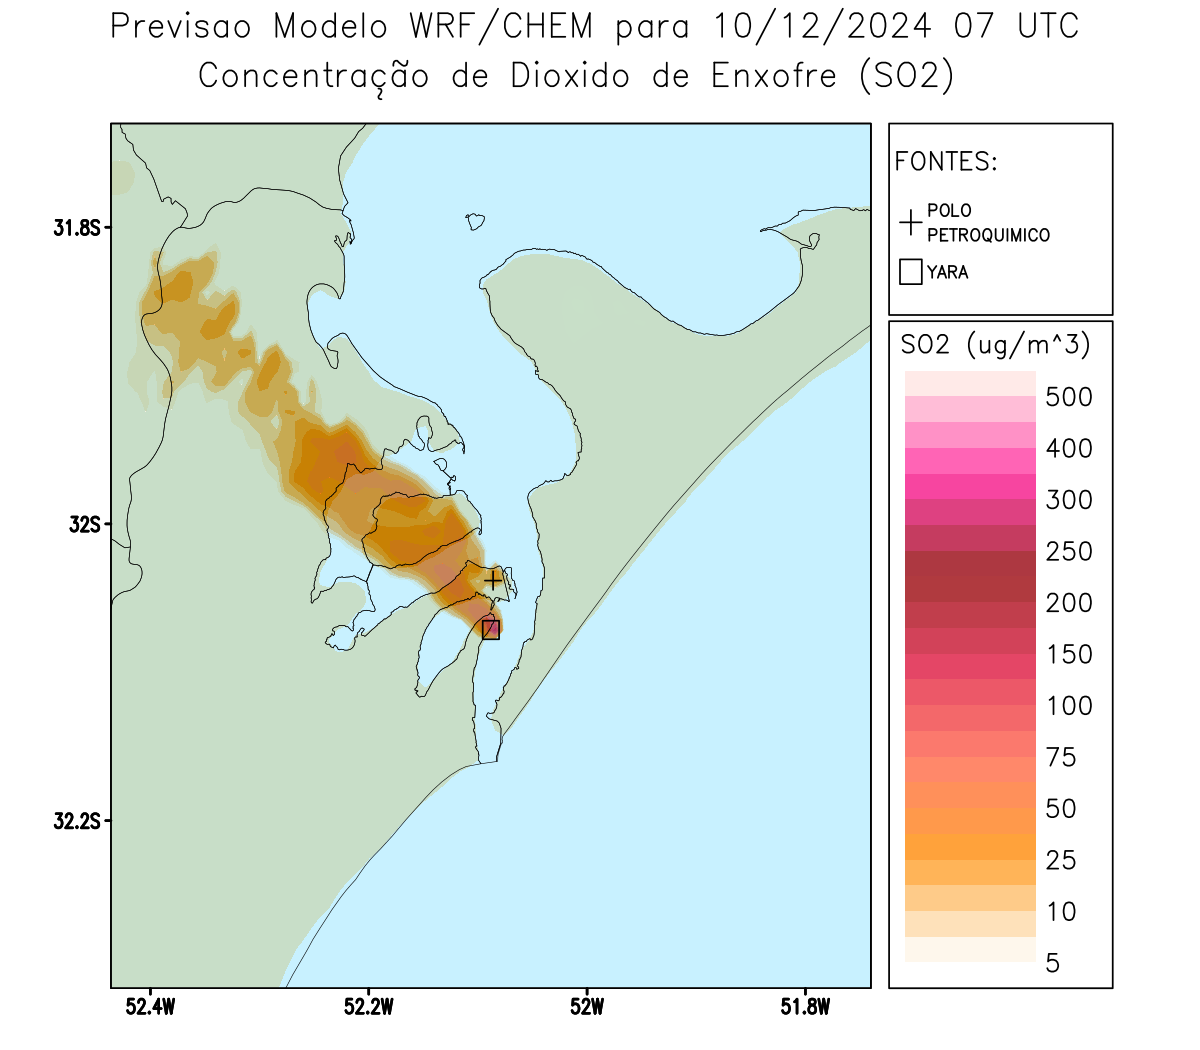 Previsao Modelo WRF/CHEM para 10/12/2024 07 UTC
Concentração de Dioxido de Enxofre (SO2)
FONTES:
POLO
PETROQUIMICO
YARA
SO2 (ug/m^3)
500
400
300
250
200
150
100
75
50
25
10
5
31.8S
32S
32.2S
52.4W
52.2W
52W
51.8W